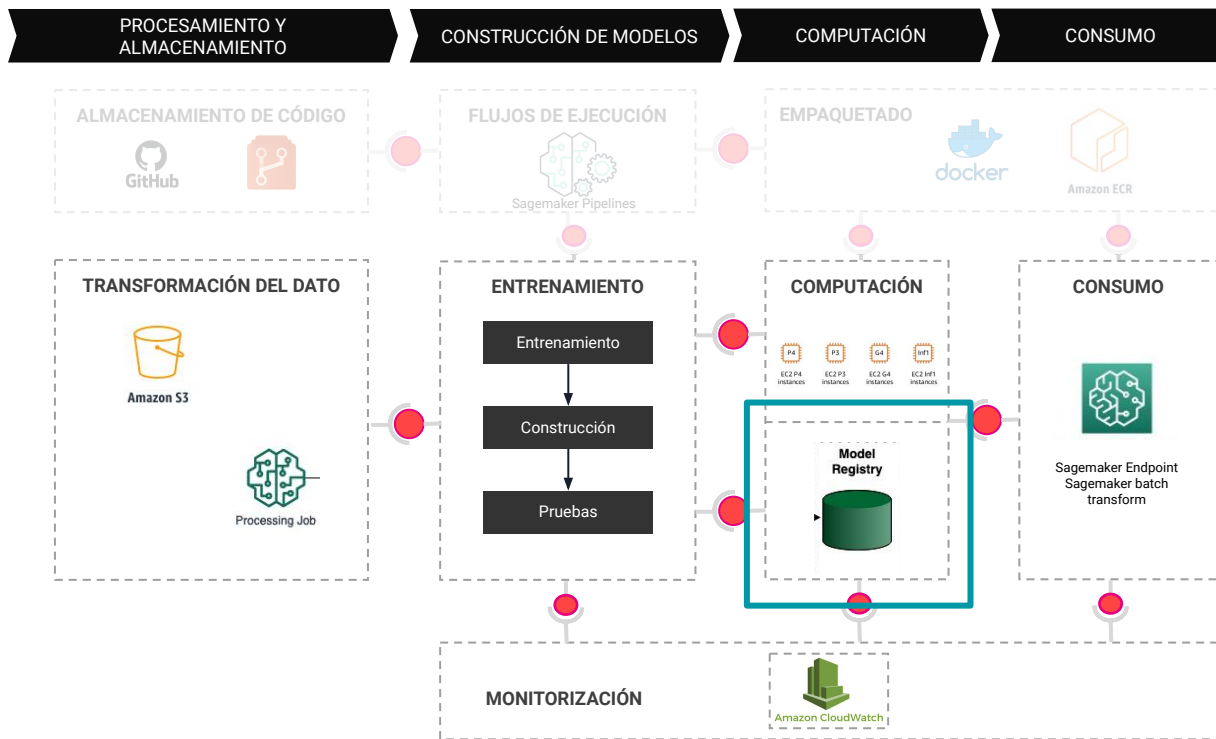 PROCESAMIENTO Y
ALMACENAMIENTO
CONSTRUCCIÓN DE MODELOS
COMPUTACIÓN
CONSUMO
ALMACENAMIENTO DE CÓDIGO
GitHub
FLUJOS DE EJECUCIÓN
Sagemaker Pipelines
EMPAQUETADO
docker
Amazon ECR
TRANSFORMACIÓN DEL DATO
Amazon S3
Processing Job
ENTRENAMIENTO
Entrenamiento
Construcción
Pruebas
COMPUTACIÓN
P4
P3
G4
Inf1
EC2 P4
instances
EC2 P3
instances
EC2 G4
instances
EC2 Inf1
instances
Model
Registry
CONSUMO
Sagemaker Endpoint
Sagemaker batch
transform
MONITORIZACIÓN
Amazon CloudWatch